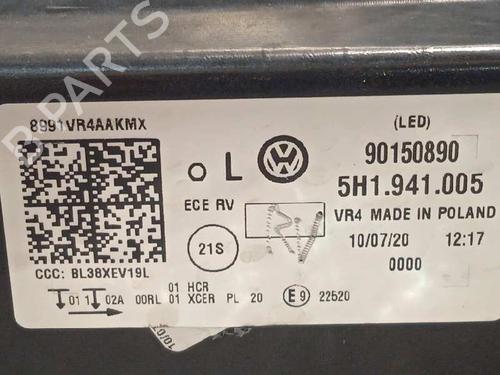 8991VR4AAKMX
(LED)
L
90150890
5H1.941.005
ECE RV
VR4 MADE IN POLAND
21S
10/07/20 12:17
0000
CCC: BL38XEV19L
01 HCR
01 1 02A 00RL 01 XCER PL 20 E9 22520
B-PARTS